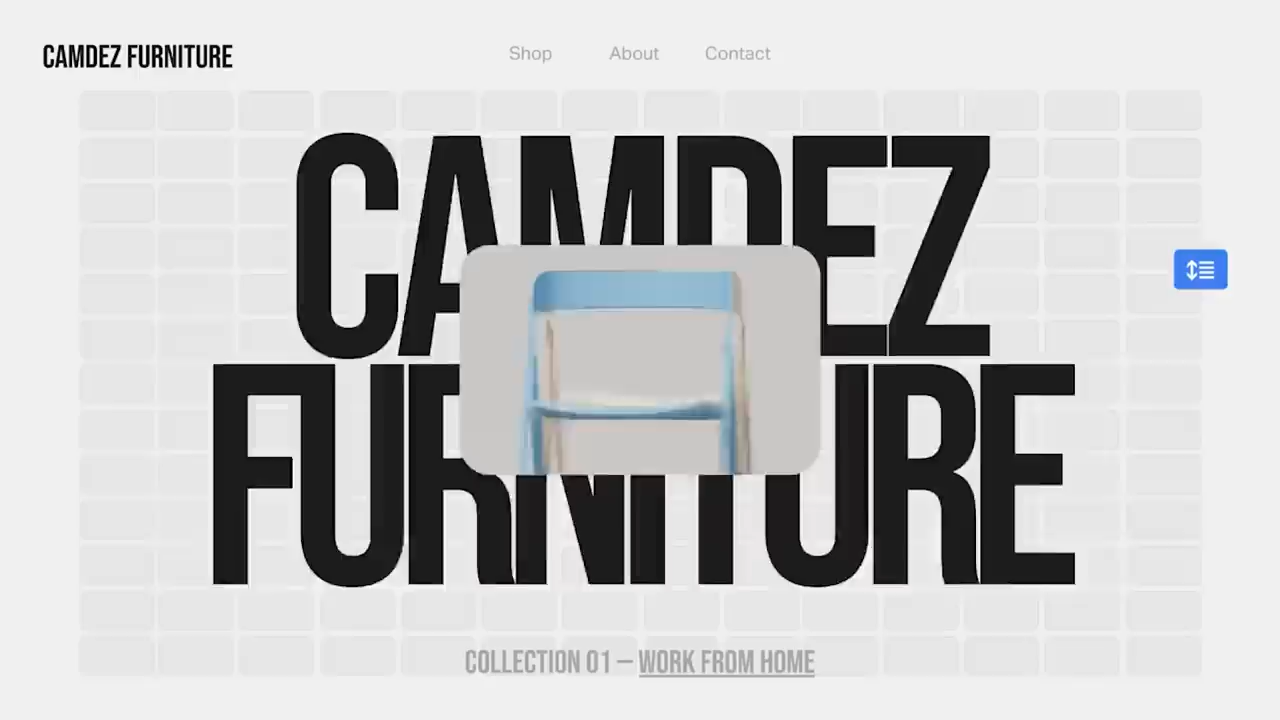 CAMDEZ FURNITURE
Shop
About
Contact
CAMDEZ
FURNITURE
COLLECTION 01 — WORK FROM HOME